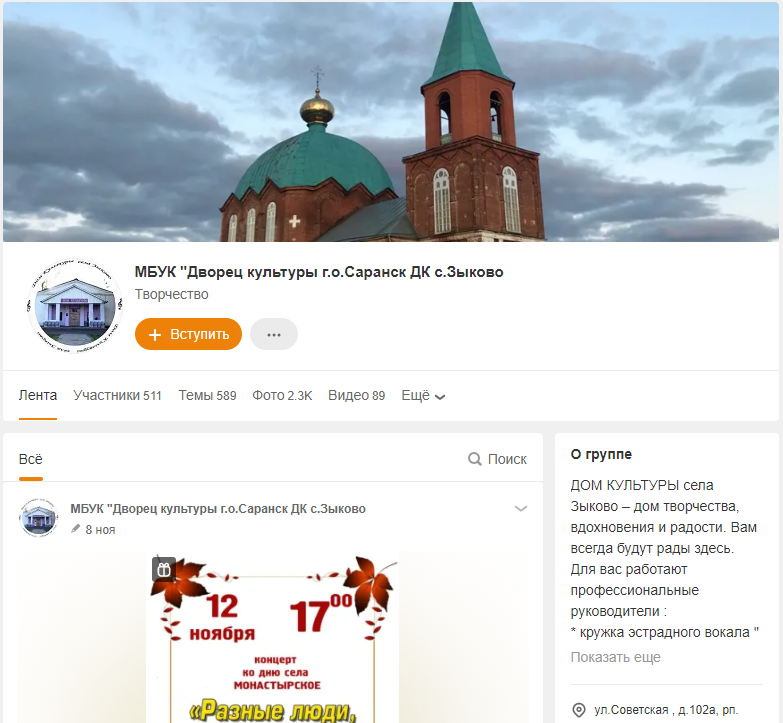 МБУК "Дворец культуры г.о.Саранск ДК с.Зыково
Творчество
Вступить
Лента Участники 511 Темы 589 Фото 2.3K Видео 89 Ещё
Всё
Поиск
МБУК "Дворец культуры г.о.Саранск ДК с.Зыково
8 ноя
12
ноября
17 00
концерт
ко дню села
МОНАСТЫРСКОЕ
«Разные люди,
О группе
ДОМ КУЛЬТУРЫ села
Зыково – дом творчества,
вдохновения и радости. Вам
всегда будут рады здесь.
Для вас работают
профессиональные
руководители :
* кружка эстрадного вокала "
Показать еще
ул.Советская , д.102а, рп.